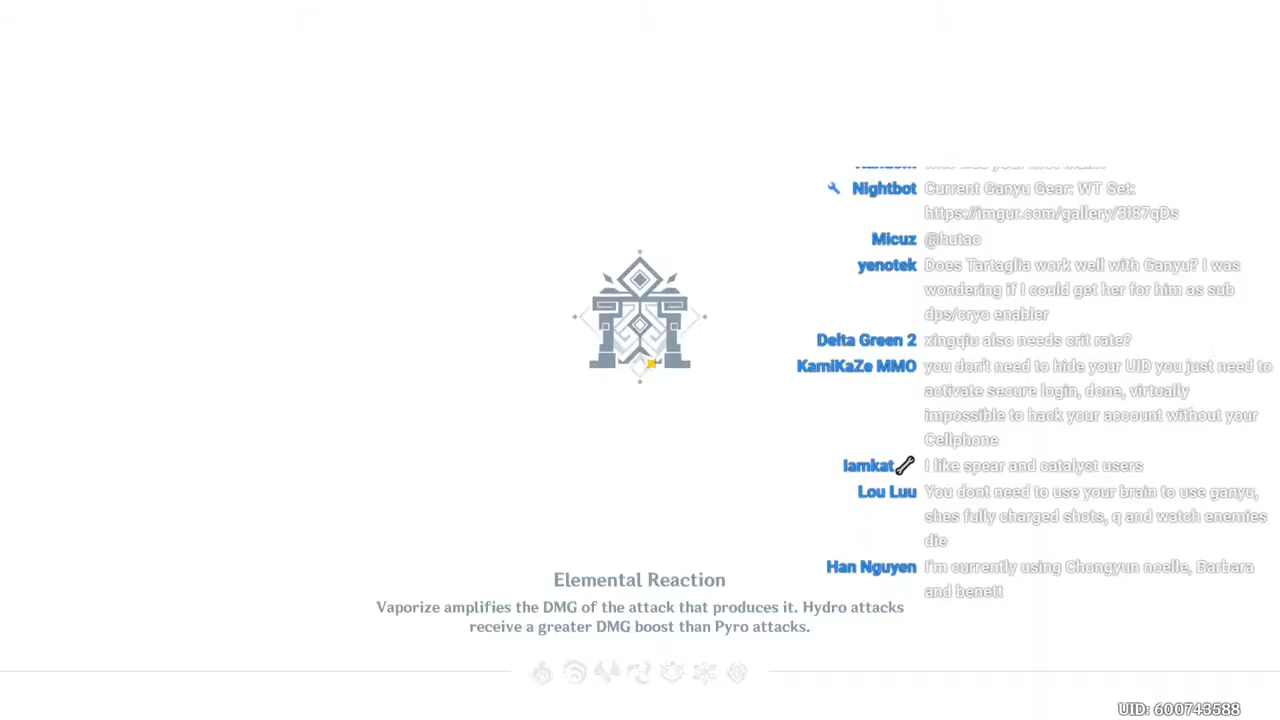 Nightbot Current Ganyu Gear: WT Set:
https://imgur.com/gallery/3l87qDs
Micuz @hutao
yenotek Does Tartaglia work well with Ganyu? I was
wondering if I could get her for him as sub
dps/cryo enabler
Delta Green 2 xingqiu also needs crit rate?
KamiKaZe MMO you don't need to hide your UID you just need to
activate secure login, done, virtually
impossible to hack your account without your
Cellphone
Iamkat I like spear and catalyst users
Lou Luu You dont need to use your brain to use ganyu,
shes fully charged shots, q and watch enemies
die
Han Nguyen I'm currently using Chongyun noelle, Barbara
and benett
Elemental Reaction
Vaporize amplifies the DMG of the attack that produces it. Hydro attacks
receive a greater DMG boost than Pyro attacks.
UID: 600743588